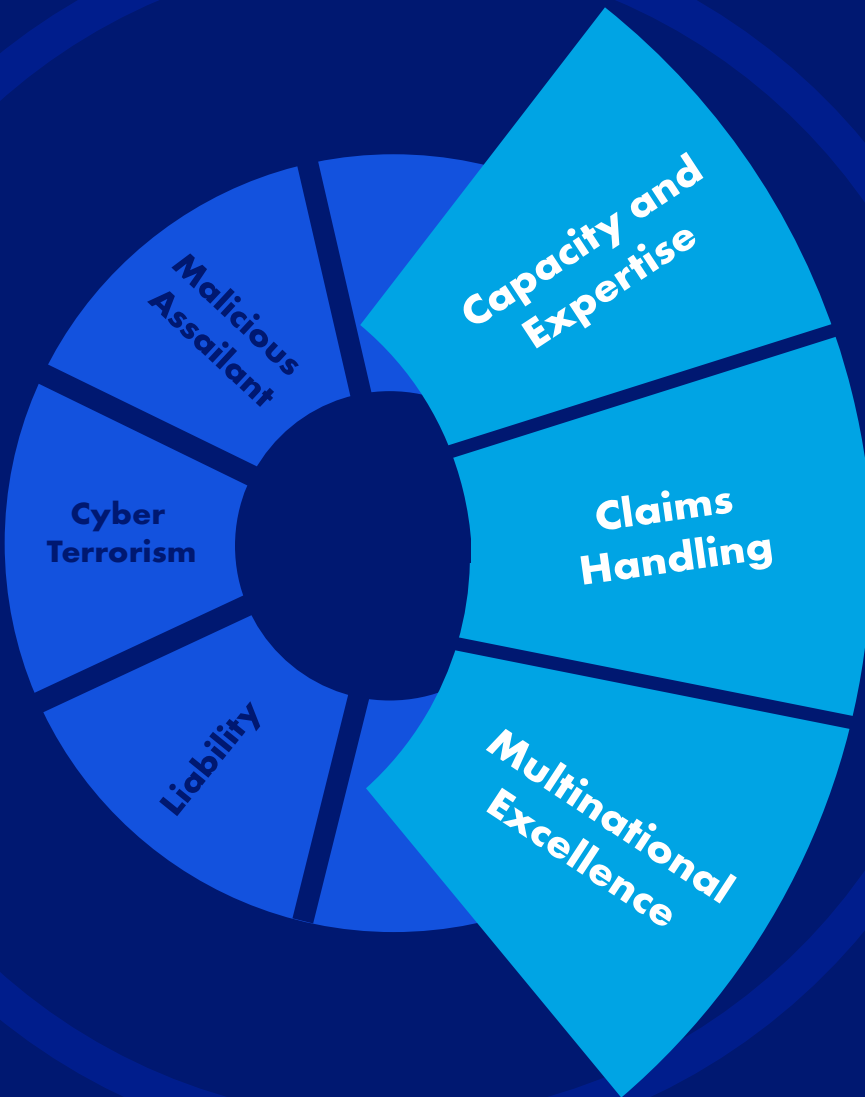 Malicious
Assailant
Cyber
Terrorism
Liability
Capacity and
Expertise
Claims
Handling
Multinational
Excellence